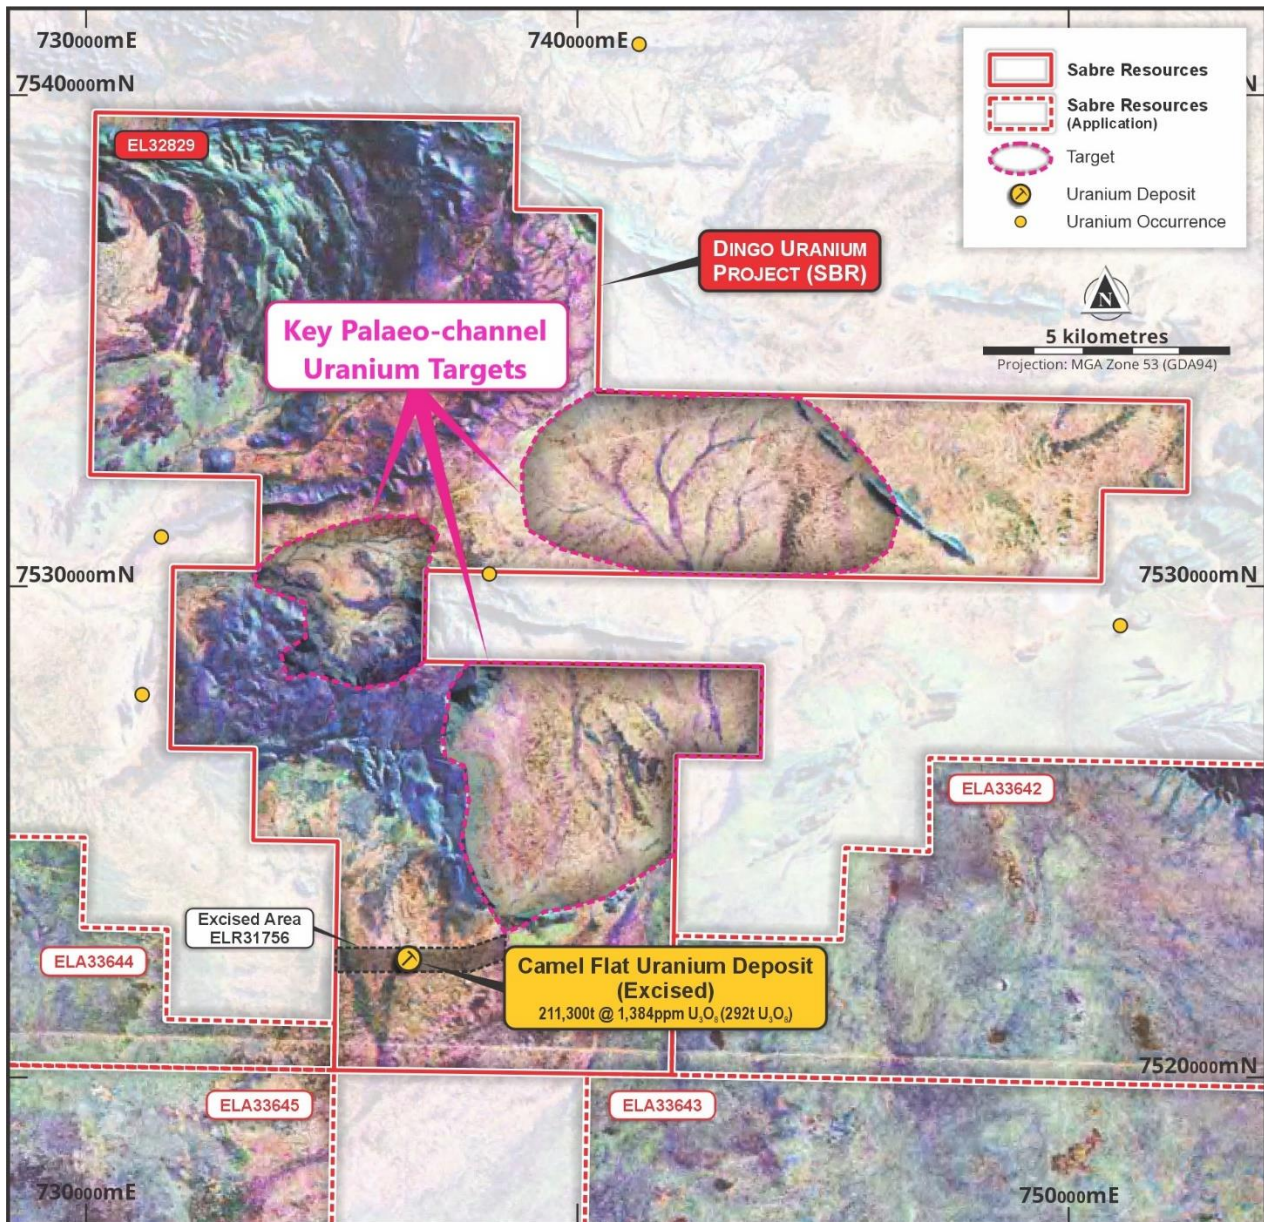 730000mE
740000mE
7540000mN
N
Sabre Resources
Sabre Resources
(Application)
Target
Uranium Deposit
Uranium Occurrence
EL32829
DINGO URANIUM
PROJECT (SBR)
N
5 kilometres
Projection: MGA Zone 53 (GDA94)
Key Palaeo-channel
Uranium Targets
7530000mN
7530000mN
ELA33642
Excised Area
ELR31756
ELA33644
Camel Flat Uranium Deposit
(Excised)
211,300t @ 1,384ppm U₃O₈ (292t U₃O₈)
7520000mN
ELA33645
ELA33643
730000mE
750000mE